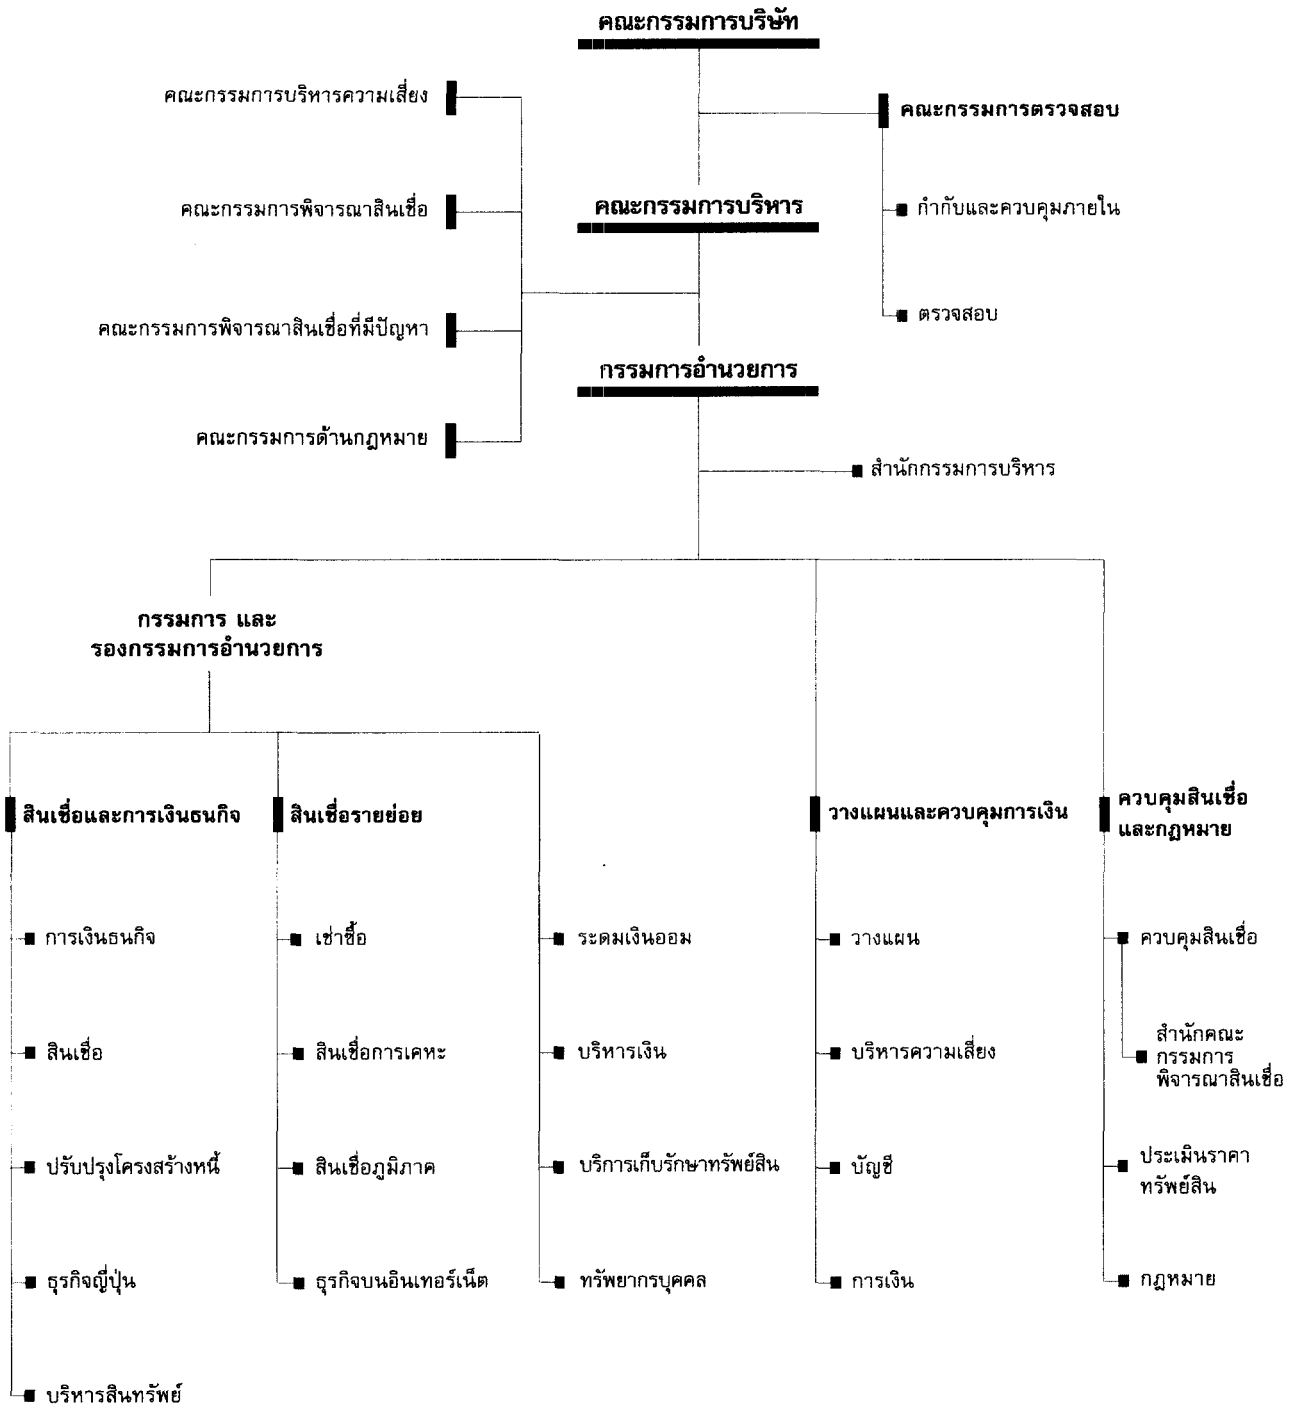 คณะกรรมการบริษัท
คณะกรรมการบริหารความเสี่ยง
คณะกรรมการตรวจสอบ
คณะกรรมการพิจารณาสินเชื่อ
คณะกรรมการบริหาร
กำกับและควบคุมภายใน
คณะกรรมการพิจารณาสินเชื่อที่มีปัญหา
ตรวจสอบ
กรรมการอำนวยการ
คณะกรรมการด้านกฎหมาย
สำนักกรรมการบริหาร
กรรมการ และ
รองกรรมการอำนวยการ
สินเชื่อและการเงินธนกิจ
สินเชื่อรายย่อย
วางแผนและควบคุมการเงิน
ควบคุมสินเชื่อ
และกฎหมาย
การเงินธนกิจ
เช่าซื้อ
ระดมเงินออม
วางแผน
ควบคุมสินเชื่อ
สินเชื่อ
สินเชื่อการเคหะ
บริหารเงิน
บริหารความเสี่ยง
สำนักคณะ
กรรมการ
พิจารณาสินเชื่อ
ปรับปรุงโครงสร้างหนี้
สินเชื่อภูมิภาค
บริการเก็บรักษาทรัพย์สิน
บัญชี
ประเมินราคา
ทรัพย์สิน
ธุรกิจญี่ปุ่น
ธุรกิจบนอินเทอร์เน็ต
ทรัพยากรบุคคล
การเงิน
กฎหมาย
บริหารสินทรัพย์